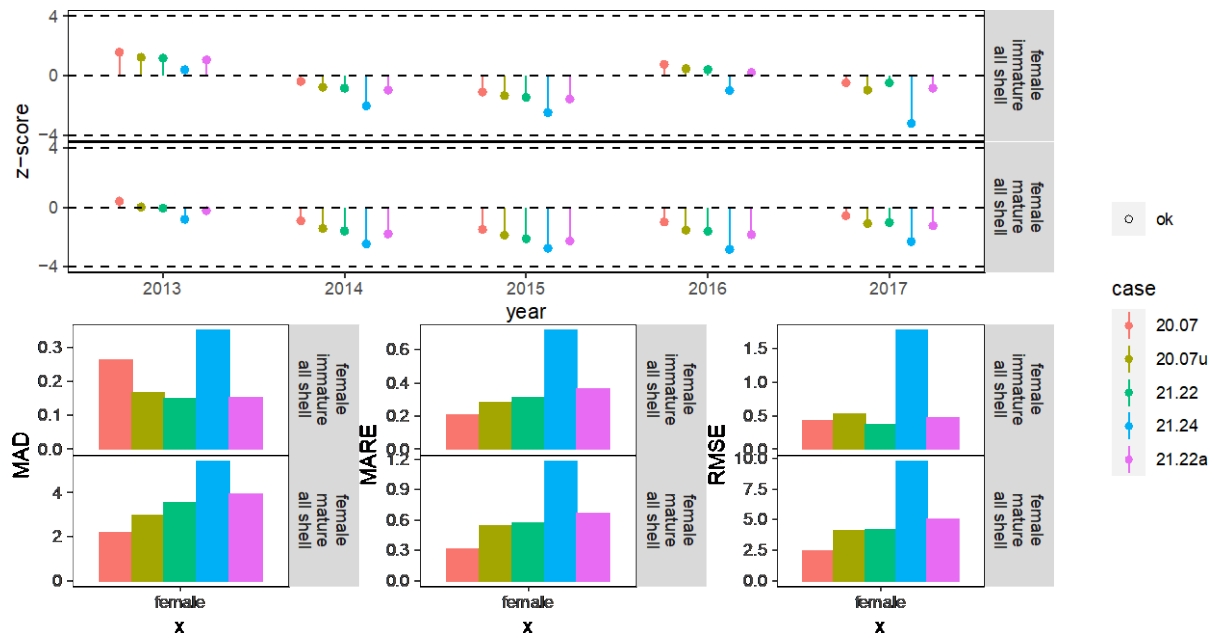 z-score
4
0
-4
female
immature
all shell
4
0
-4
female
mature
all shell
2013
2014
2015
2016
2017
year
ok
case
20.07
20.07u
21.22
21.24
21.22a
MAD
0.3
0.2
0.1
0.0
female
immature
all shell
4
2
0
female
mature
all shell
female
x
MARE
0.6
0.4
0.2
0.0
female
immature
all shell
1.2
0.9
0.6
0.3
0.0
female
mature
all shell
female
x
RMSE
1.5
1.0
0.5
0.0
female
immature
all shell
10.0
7.5
5.0
2.5
0.0
female
mature
all shell
female
x